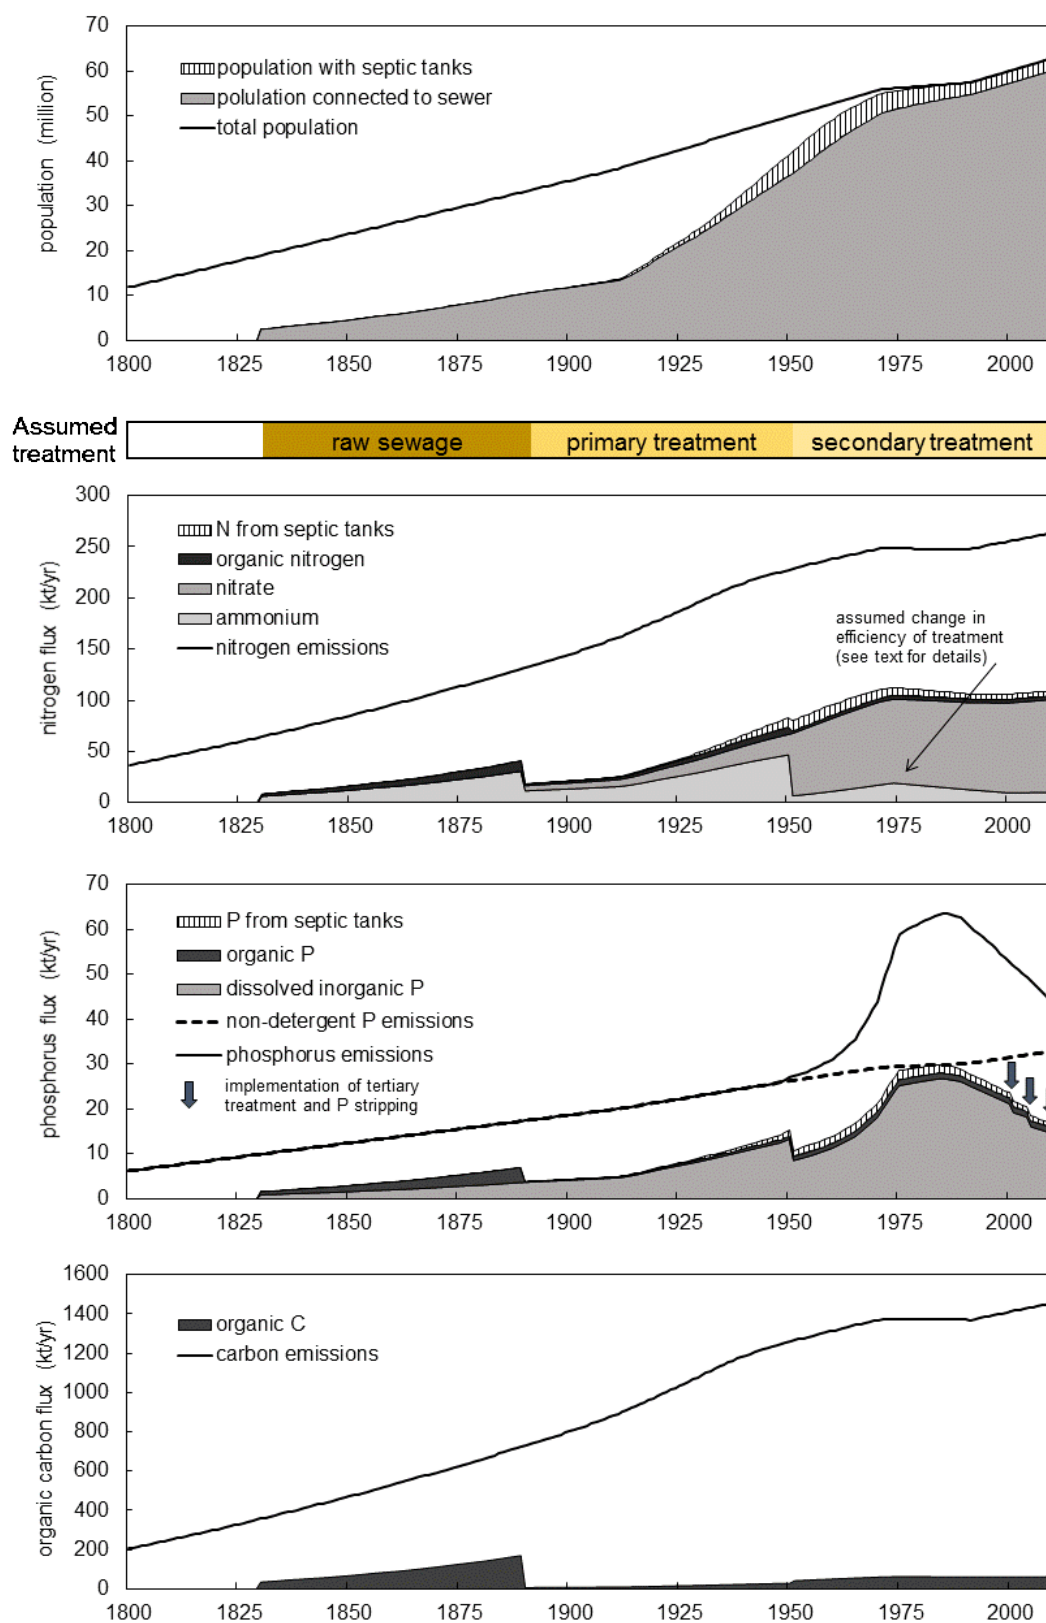 70
60
50
40
30
20
10
0
population (million)
population with septic tanks
polulation connected to sewer
total population
1800 1825 1850 1875 1900 1925 1950 1975 2000
Assumed
treatment
raw sewage primary treatment secondary treatment
300
250
200
150
100
50
0
nitrogen flux (kt/yr)
N from septic tanks
organic nitrogen
nitrate
ammonium
nitrogen emissions
assumed change in
efficiency of treatment
(see text for details)
1800 1825 1850 1875 1900 1925 1950 1975 2000
70
60
50
40
30
20
10
0
phosphorus flux (kt/yr)
P from septic tanks
organic P
dissolved inorganic P
non-detergent P emissions
phosphorus emissions
implementation of tertiary
treatment and P stripping
1800 1825 1850 1875 1900 1925 1950 1975 2000
1600
1400
1200
1000
800
600
400
200
0
organic carbon flux (kt/yr)
organic C
carbon emissions
1800 1825 1850 1875 1900 1925 1950 1975 2000